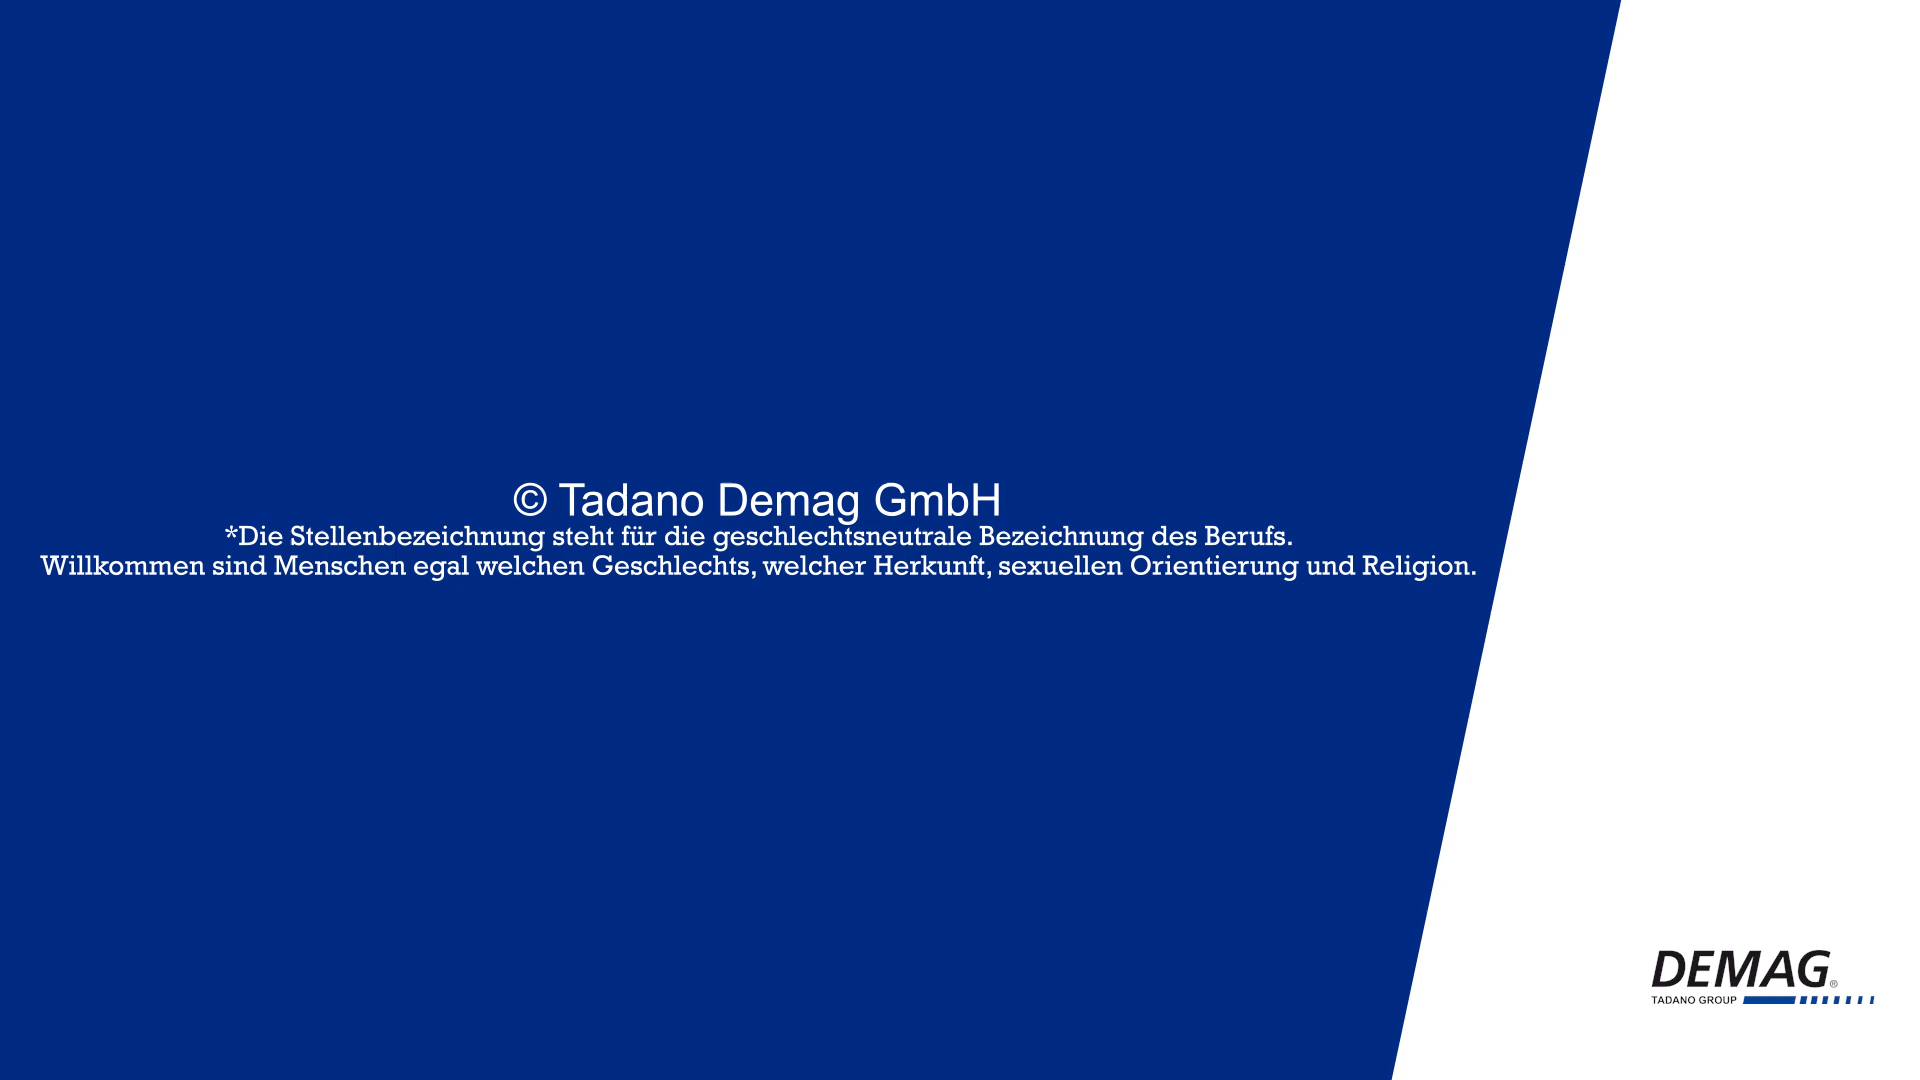 © Tadano Demag GmbH
*Die Stellenbezeichnung steht für die geschlechtsneutrale Bezeichnung des Berufs.
Willkommen sind Menschen egal welchen Geschlechts, welcher Herkunft, sexuellen Orientierung und Religion.
DEMAG®
TADANO GROUP